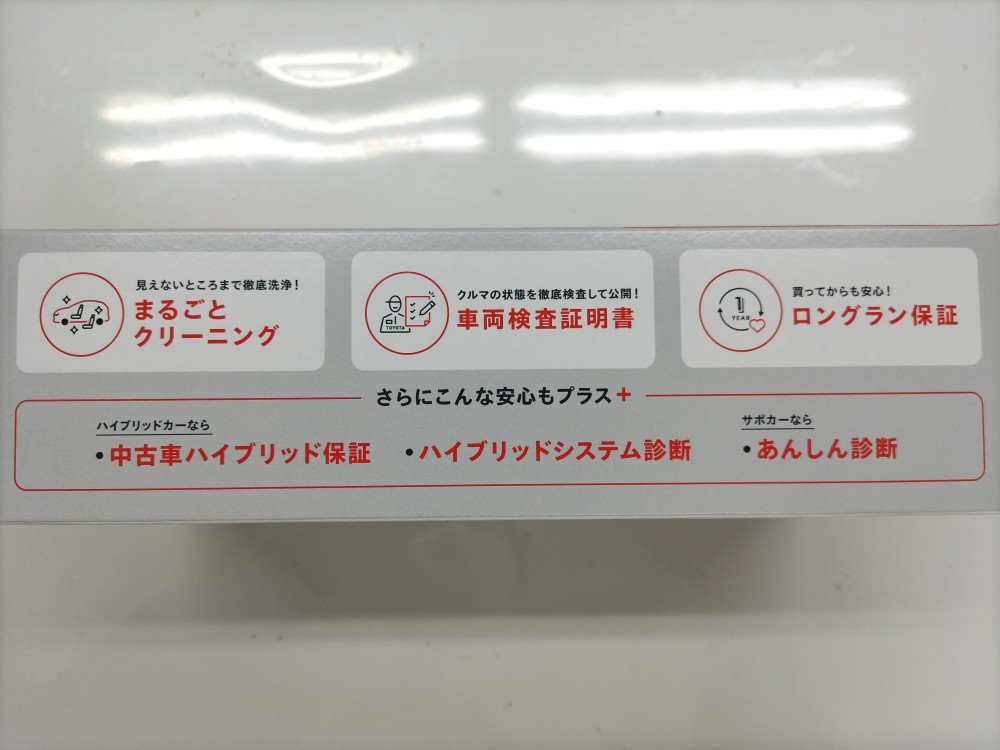 見えないところまで徹底洗浄!
まるごと
クリーニング
TOYOTA
クルマの状態を徹底検査して公開!
車両検査証明書
1
YEAR
買ってからも安心!
ロングラン保証
さらにこんな安心もプラス+
ハイブリッドカーなら
・中古車ハイブリッド保証
・ハイブリッドシステム診断
サポカーなら
・あんしん診断